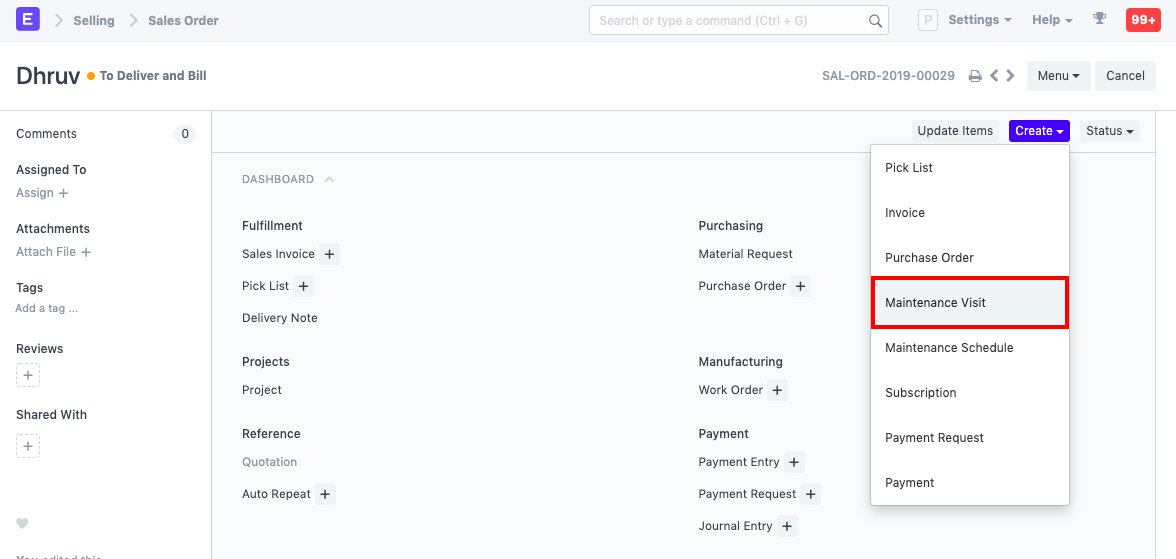 E Selling Sales Order Search or type a command (Ctrl + G) P Settings Help 99+
Dhruv To Deliver and Bill SAL-ORD-2019-00029 Menu Cancel
Comments 0
Assigned To
Assign +
Attachments
Attach File +
Tags
Add a tag ...
Reviews
+
Shared With
+
You edited this
Update Items Create Status
DASHBOARD
Fulfillment
Sales Invoice +
Pick List +
Delivery Note
Projects
Project
Reference
Quotation
Auto Repeat +
Purchasing
Material Request
Purchase Order +
Manufacturing
Work Order +
Payment
Payment Entry +
Payment Request +
Journal Entry +
Pick List
Invoice
Purchase Order
Maintenance Visit
Maintenance Schedule
Subscription
Payment Request
Payment